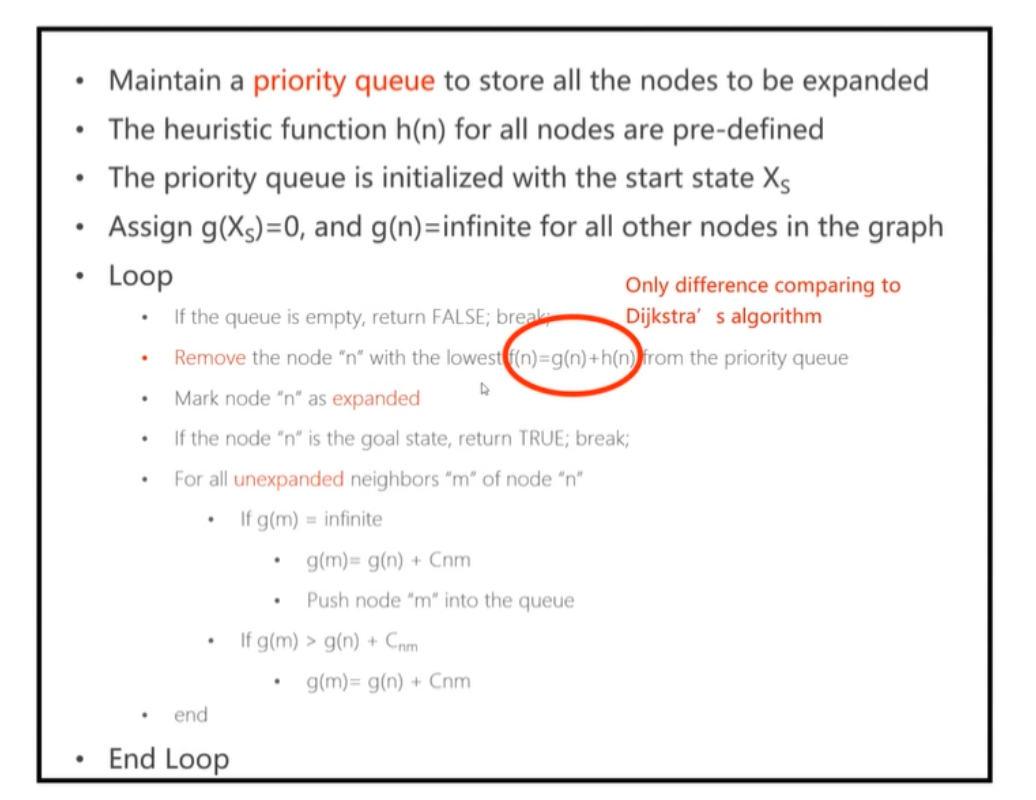 • Maintain a priority queue to store all the nodes to be expanded
• The heuristic function h(n) for all nodes are pre-defined
• The priority queue is initialized with the start state XS
• Assign g(XS)=0, and g(n)=infinite for all other nodes in the graph
• Loop
Only difference comparing to
Dijkstra's algorithm
• If the queue is empty, return FALSE; break;
• Remove the node "n" with the lowest f(n)=g(n)+h(n) from the priority queue
• Mark node "n" as expanded
• If the node "n" is the goal state, return TRUE; break;
• For all unexpanded neighbors "m" of node "n"
• If g(m) = infinite
• g(m)= g(n) + Cnm
• Push node "m" into the queue
• If g(m) > g(n) + Cnm
• g(m)= g(n) + Cnm
• end
• End Loop